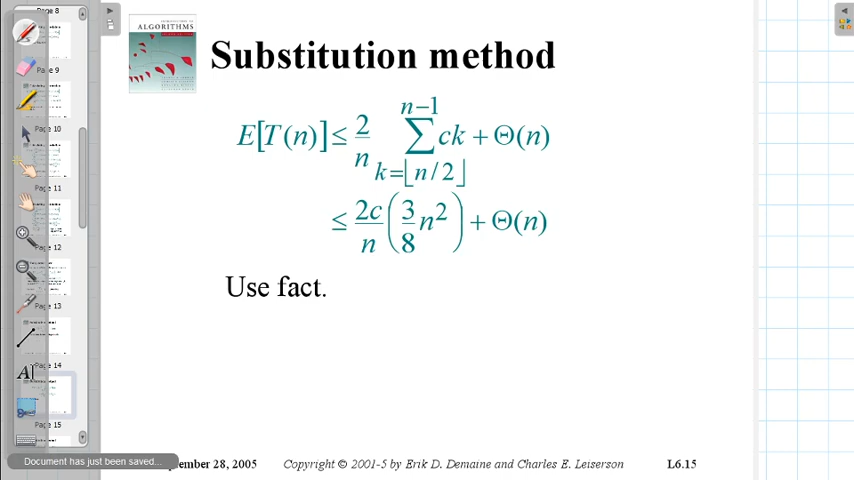 Page 8
Page 9
Page 10
Page 11
Page 12
Page 13
Page 14
Page 15
A
ALGORITHMS
Substitution method
E[T(n)] ≤ 2/n ∑_{k=⌊n/2⌋}^{n−1} ck + Θ(n)
≤ 2c/n (3/8 n²) + Θ(n)
Use fact.
Document has just been saved...
September 28, 2005 Copyright © 2001-5 by Erik D. Demaine and Charles E. Leiserson L6.15